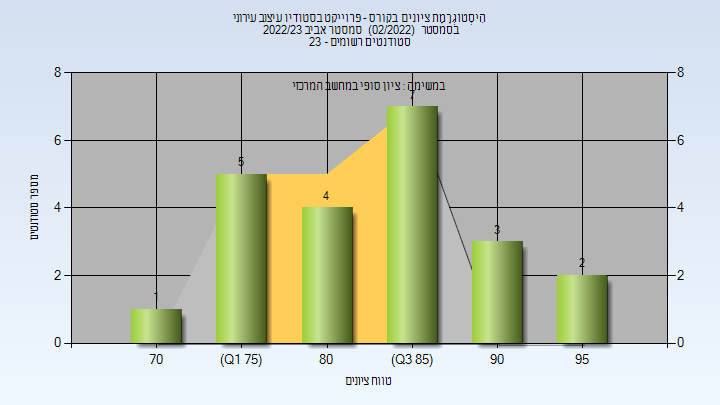 היסטוגרמת ציונים בקורס - פרוייקט בסטודיו עיצוב עירוני
בסמסטר (02/2022) סמסטר אביב 2022/23
סטודנטים רשומים - 23
במשימה : ציון סופי במחשב המרכזי
8 8
6 6
4 4
2 2
0 0
מספר סטודנטים
1 5 4 7 3 2
70 (Q1 75) 80 (Q3 85) 90 95
טווח ציונים